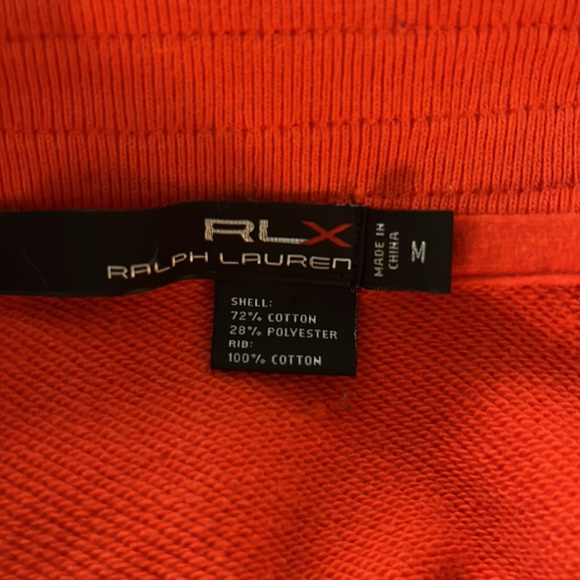 RLX
RALPH LAUREN
MADE IN
CHINA
M
SHELL:
72% COTTON
28% POLYESTER
RIB:
100% COTTON